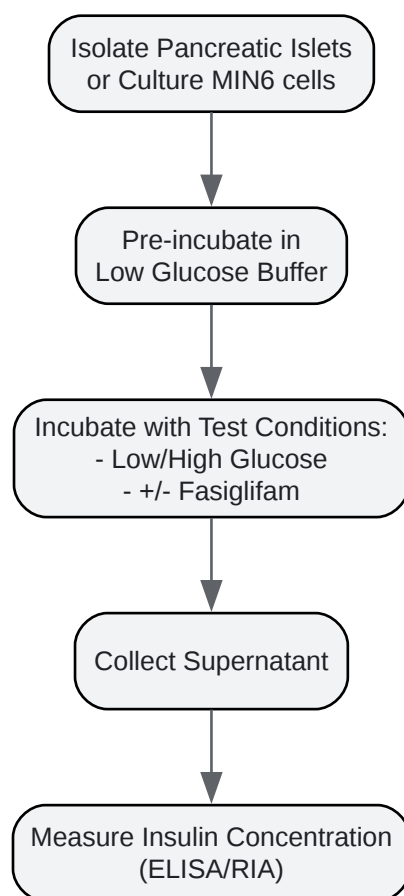 Isolate Pancreatic Islets
or Culture MIN6 cells
Pre-incubate in
Low Glucose Buffer
Incubate with Test Conditions:
- Low/High Glucose
- +/- Fasiglifam
Collect Supernatant
Measure Insulin Concentration
(ELISA/RIA)